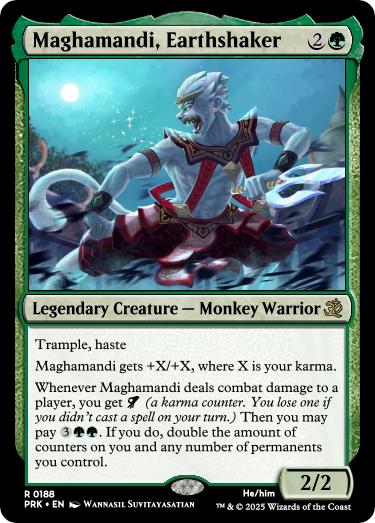 Maghamandi, Earthshaker 2
Legendary Creature — Monkey Warrior
Trample, haste
Maghamandi gets +X/+X, where X is your karma.
Whenever Maghamandi deals combat damage to a
player, you get (a karma counter. You lose one if
you didn't cast a spell on your turn.) Then you may
pay 3. If you do, double the amount of
counters on you and any number of permanents
you control.
2/2
R 0188
He/him
PRK • EN WANNASIL SUVITAYASATIAN
™ & © 2025 Wizards of the Coast